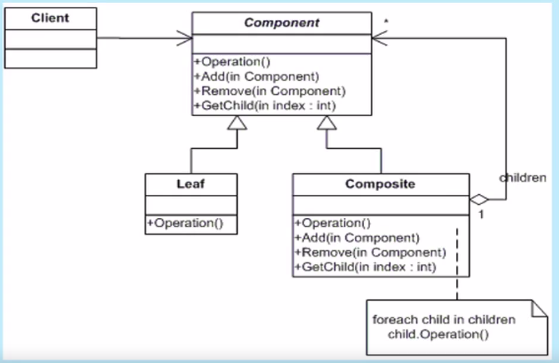 Client
Component
*
+Operation()
+Add(in Component)
+Remove(in Component)
+GetChild(in index : int)
children
Leaf
+Operation()
Composite
1
+Operation()
+Add(in Component)
+Remove(in Component)
+GetChild(in index : int)
foreach child in children
child.Operation()